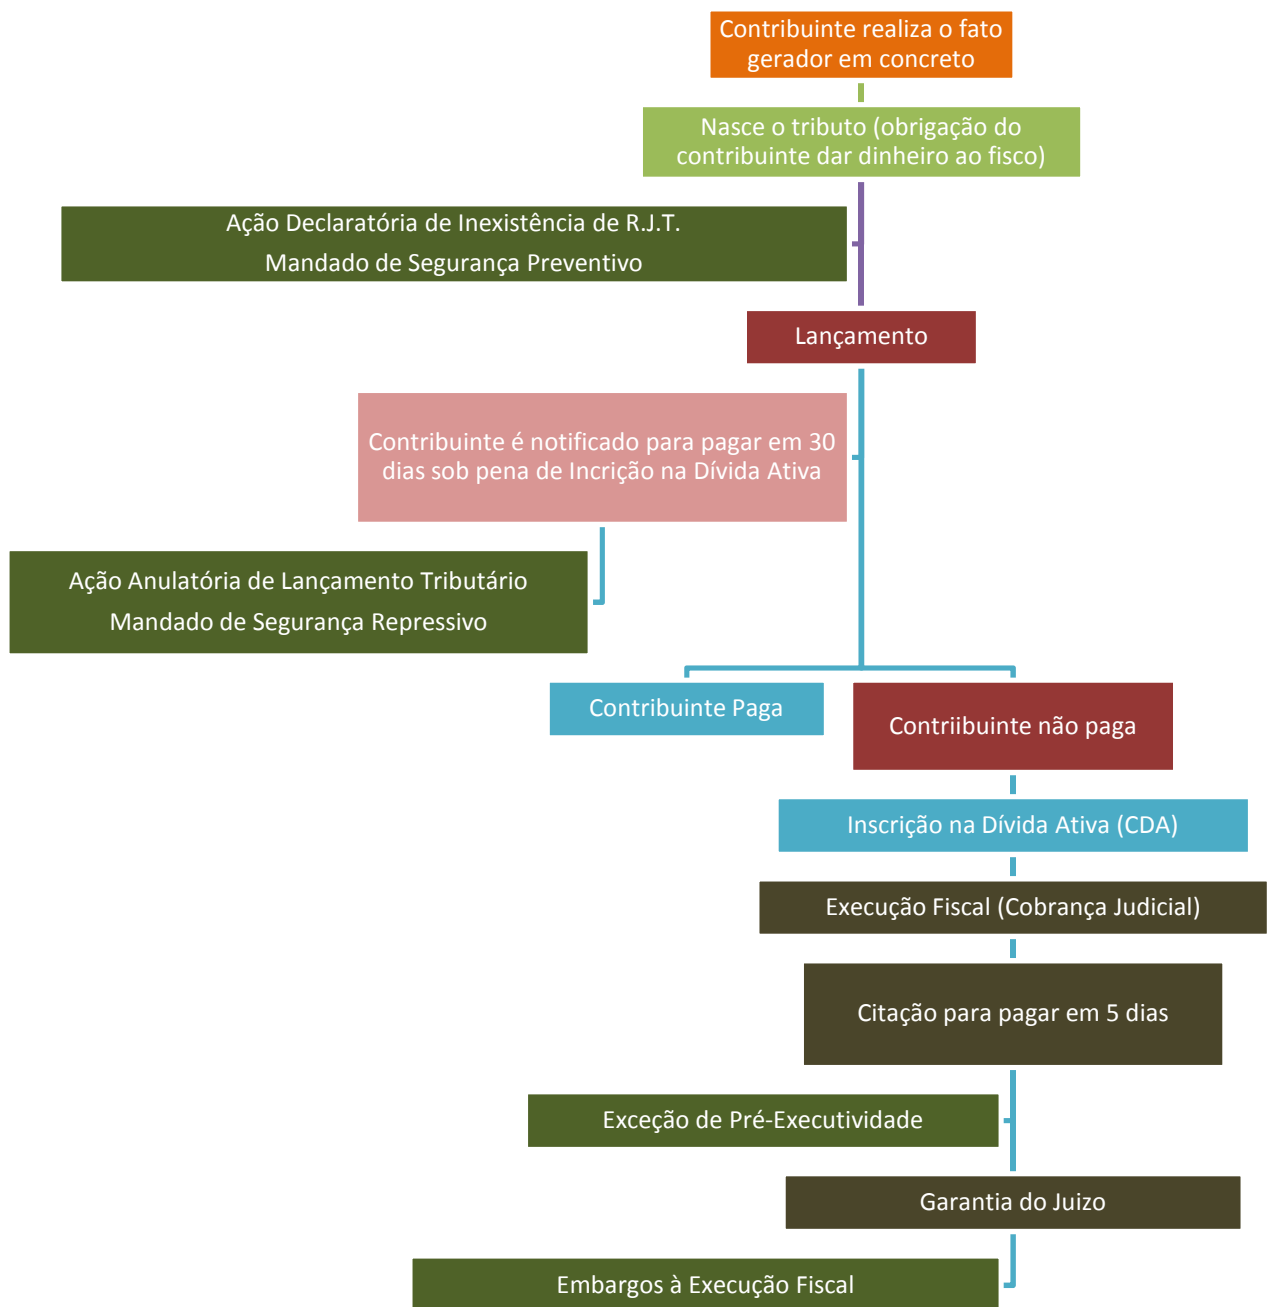 Contribuinte realiza o fato
gerador em concreto
Nasce o tributo (obrigação do
contribuinte dar dinheiro ao fisco)
Ação Declaratória de Inexistência de R.J.T.
Mandado de Segurança Preventivo
Lançamento
Contribuinte é notificado para pagar em 30
dias sob pena de Incrição na Dívida Ativa
Ação Anulatória de Lançamento Tributário
Mandado de Segurança Repressivo
Contribuinte Paga
Contriibuinte não paga
Inscrição na Dívida Ativa (CDA)
Execução Fiscal (Cobrança Judicial)
Citação para pagar em 5 dias
Exceção de Pré-Executividade
Garantia do Juizo
Embargos à Execução Fiscal